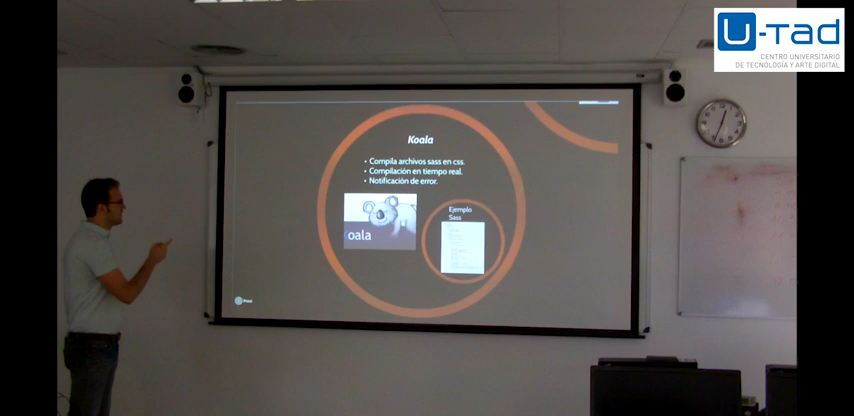 U-tad
CENTRO UNIVERSITARIO
DE TECNOLOGÍA Y ARTE DIGITAL
Koala
• Compila archivos sass en css.
• Compilación en tiempo real.
• Notificación de error.
oala
Ejemplo
Sass
Prezi